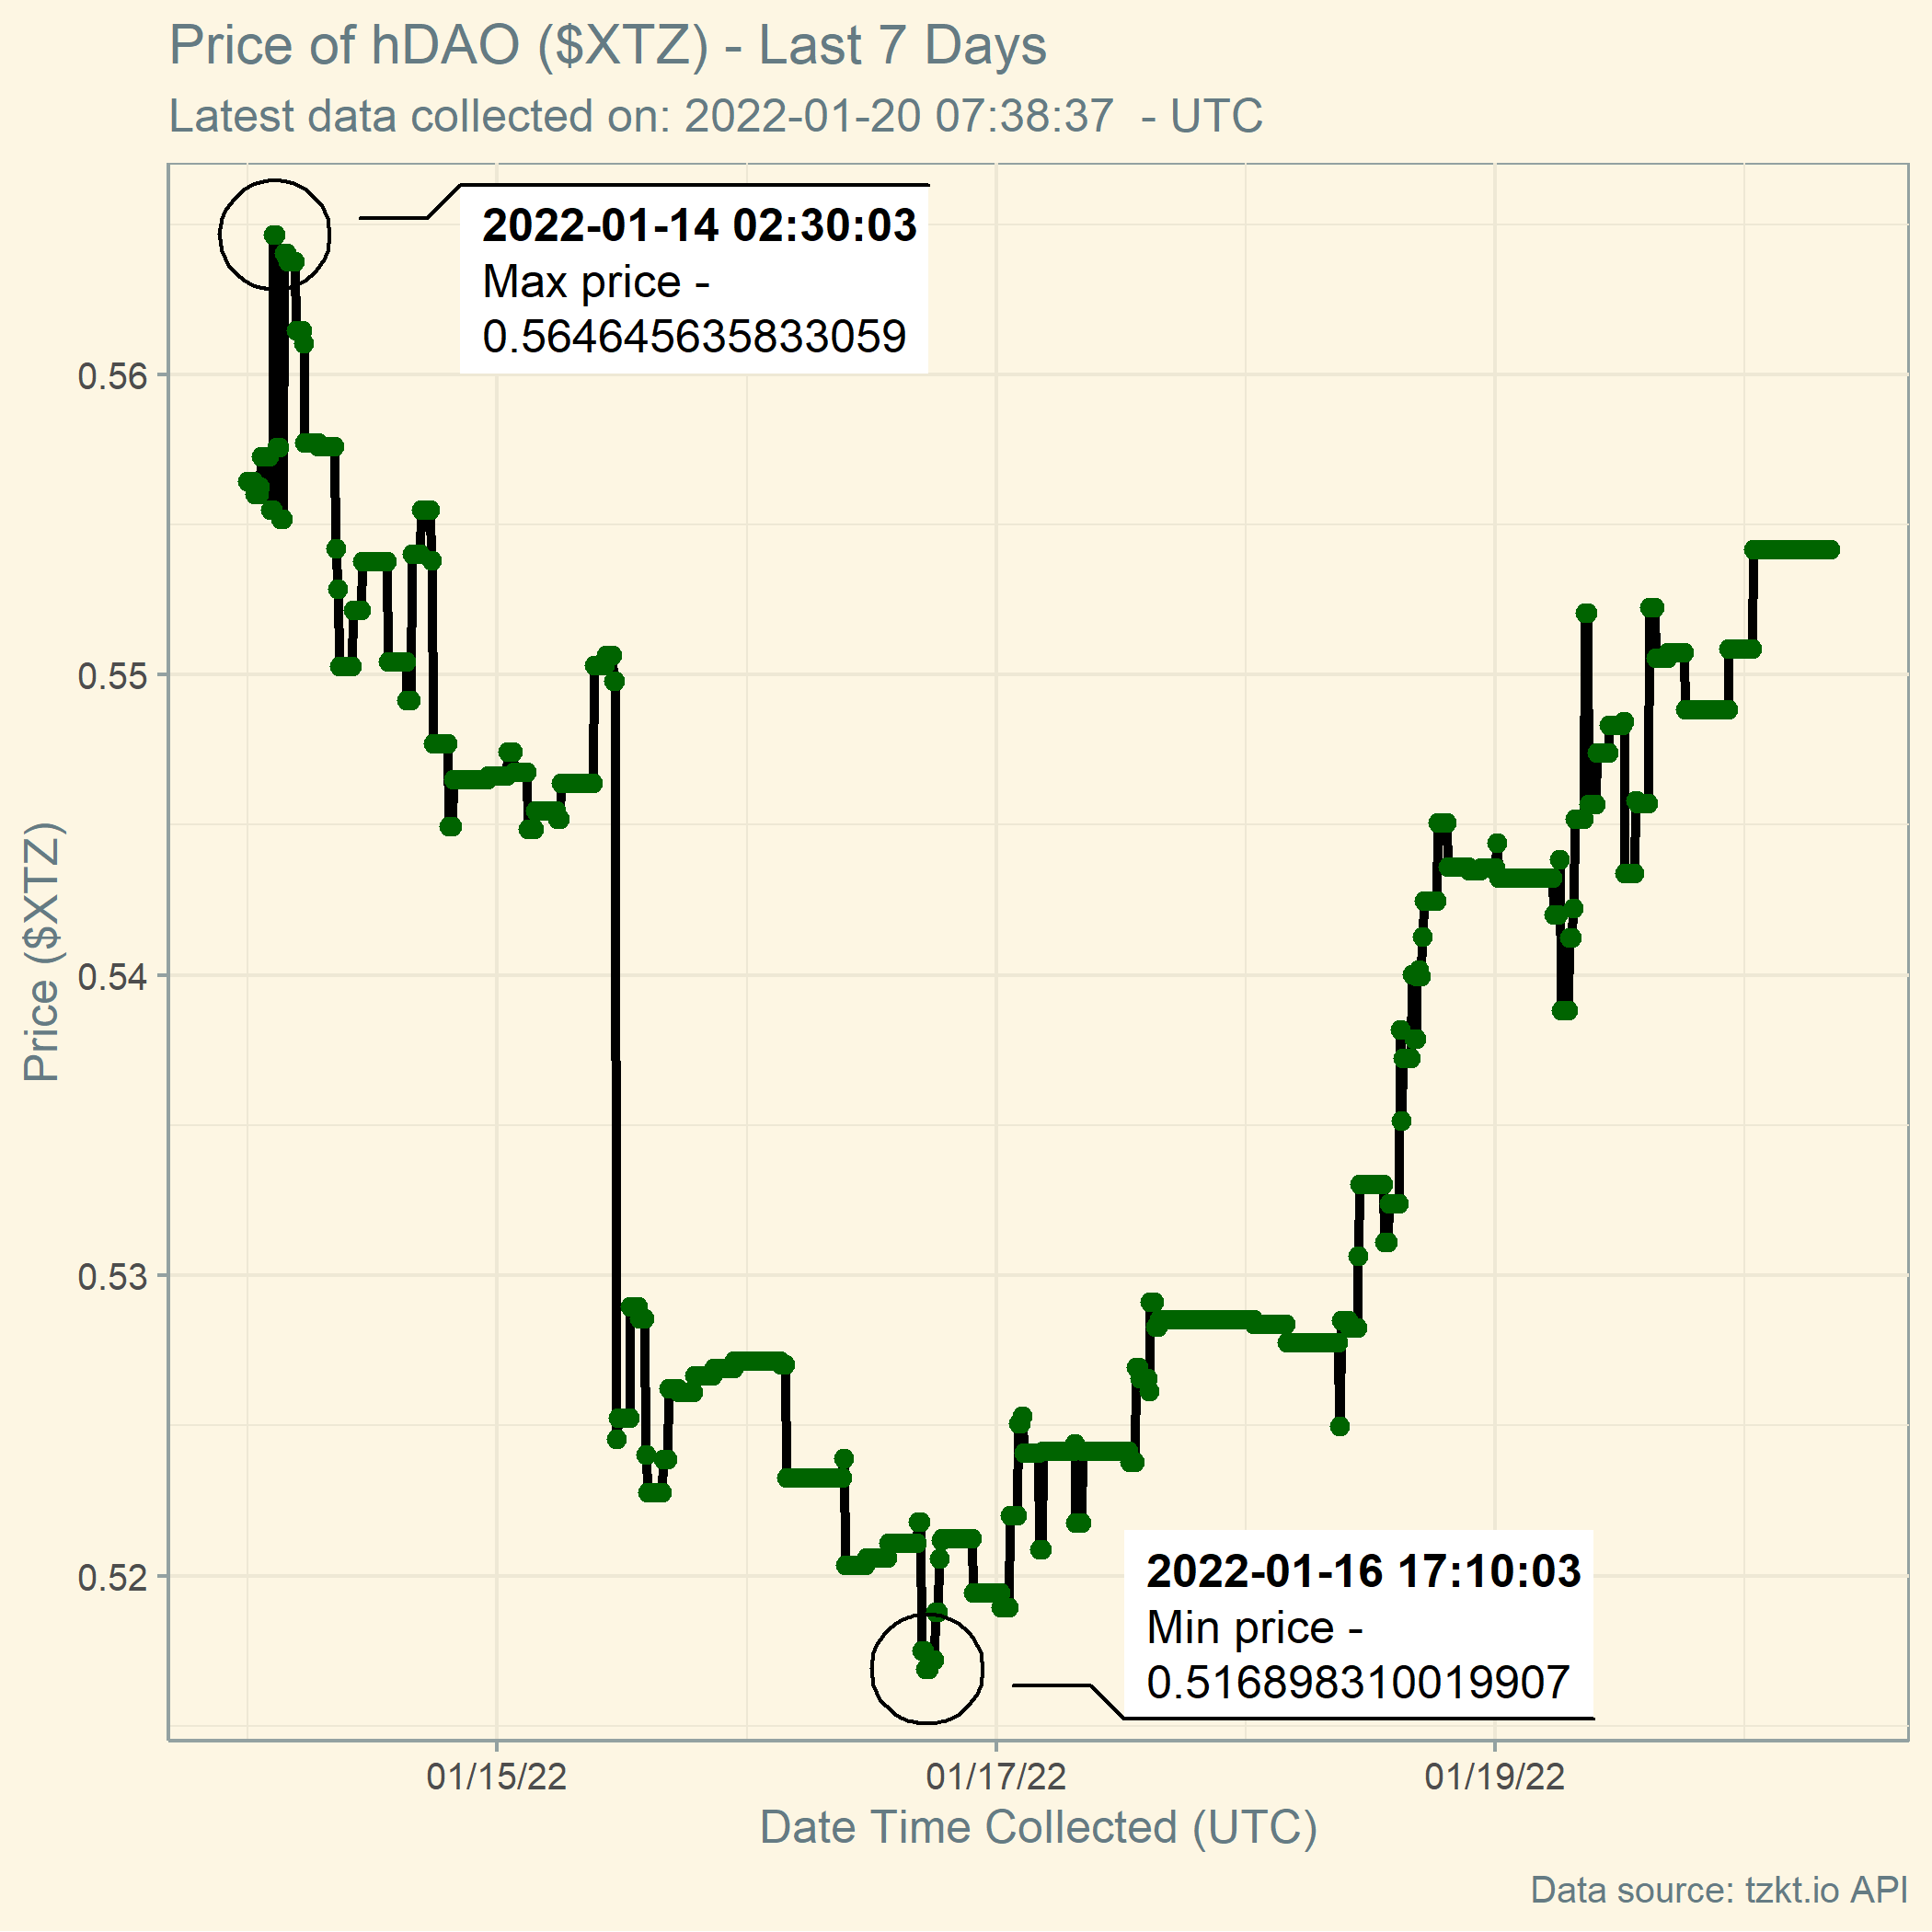 Price of hDAO ($XTZ) - Last 7 Days
Latest data collected on: 2022-01-20 07:38:37  - UTC
2022-01-14 02:30:03
Max price -
0.564645635833059
0.56
0.55
Price ($XTZ)
0.54
0.53
0.52
2022-01-16 17:10:03
Min price -
0.516898310019907
01/15/22
01/17/22
01/19/22
Date Time Collected (UTC)
Data source: tzkt.io API